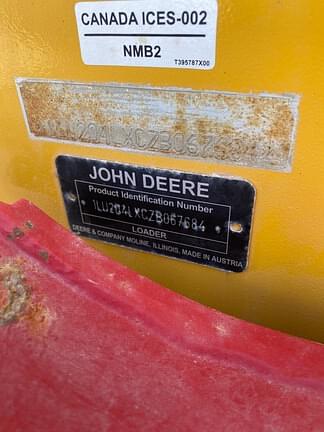 CANADA ICES-002
NMB2
T395787X00
1LU204LXCZB067684
JOHN DEERE
Product Identification Number
* 1LU204LXCZB067684 *
LOADER
DEERE & COMPANY MOLINE, ILLINOIS, MADE IN AUSTRIA